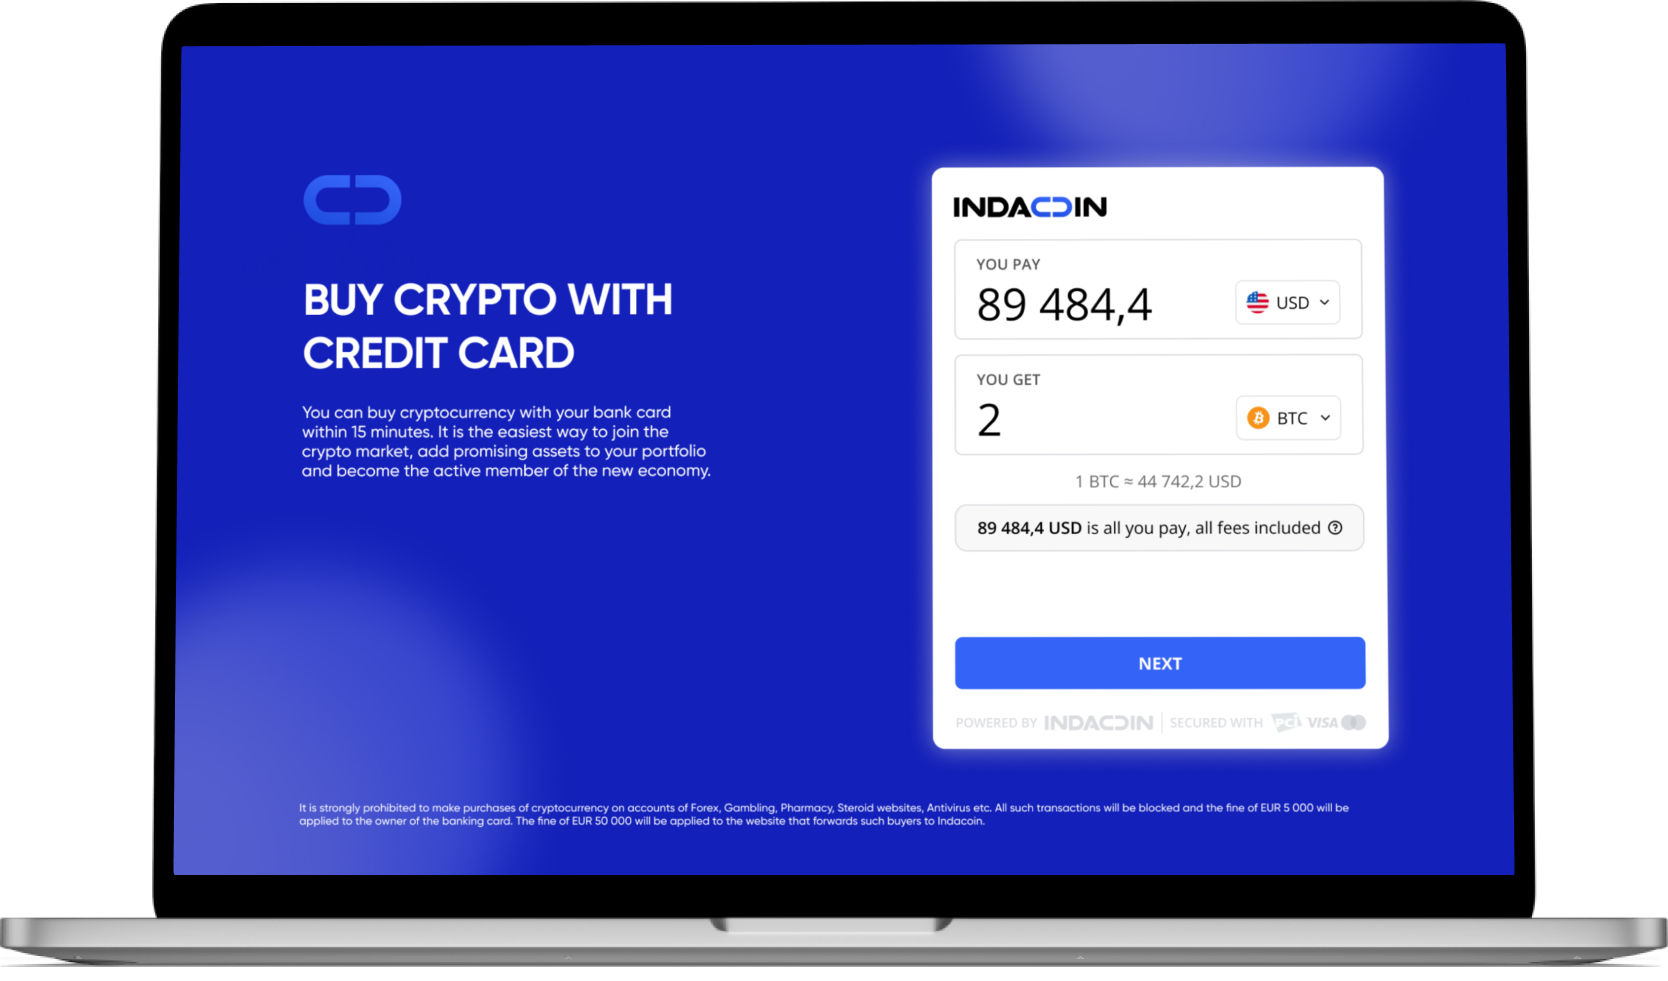 BUY CRYPTO WITH
CREDIT CARD
You can buy cryptocurrency with your bank card
within 15 minutes. It is the easiest way to join the
crypto market, add promising assets to your portfolio
and become the active member of the new economy.
INDACOIN
YOU PAY
89 484,4
USD
YOU GET
2
BTC
1 BTC ≈ 44 742,2 USD
89 484,4 USD is all you pay, all fees included
NEXT
POWERED BY INDACOIN | SECURED WITH PCI VISA
It is strongly prohibited to make purchases of cryptocurrency on accounts of Forex, Gambling, Pharmacy, Steroid websites, Antivirus etc. All such transactions will be blocked and the fine of EUR 5 000 will be
applied to the owner of the banking card. The fine of EUR 50 000 will be applied to the website that forwards such buyers to Indacoin.